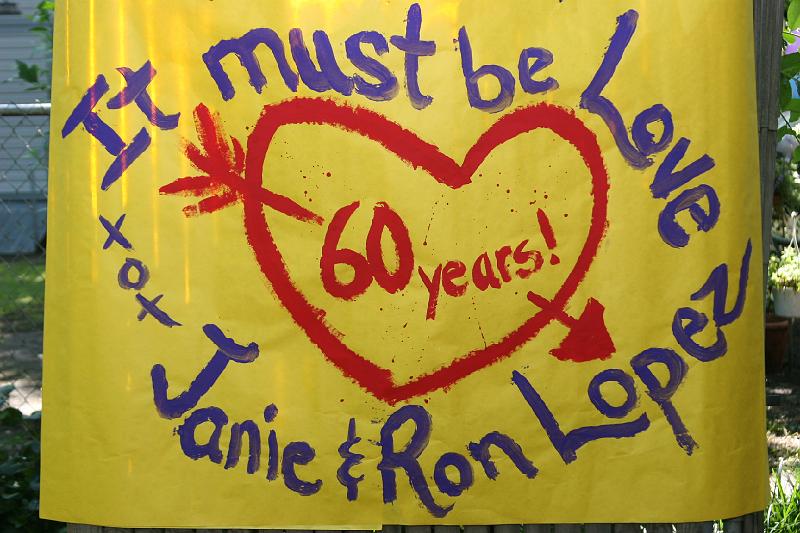 It must be Love
60 years!
xox
Janie & Ron Lopez